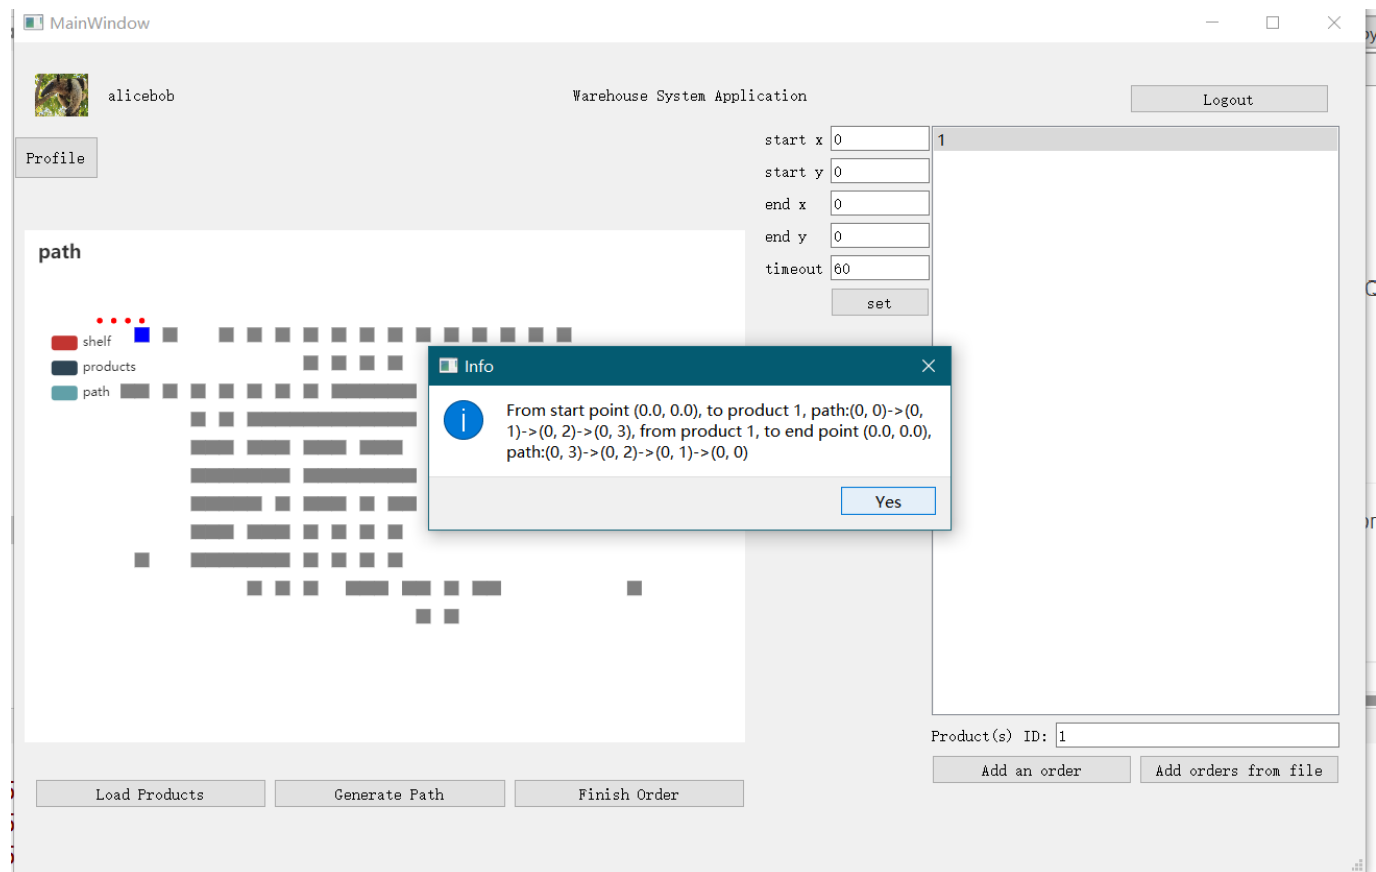 MainWindow
alicebob
Warehouse System Application
Logout
Profile
start x 0
start y 0
end x 0
end y 0
timeout 60
set
1
path
shelf
products
path
Info
From start point (0.0, 0.0), to product 1, path:(0, 0)->(0,
1)->(0, 2)->(0, 3), from product 1, to end point (0.0, 0.0),
path:(0, 3)->(0, 2)->(0, 1)->(0, 0)
Yes
Product(s) ID: 1
Add an order
Add orders from file
Load Products
Generate Path
Finish Order